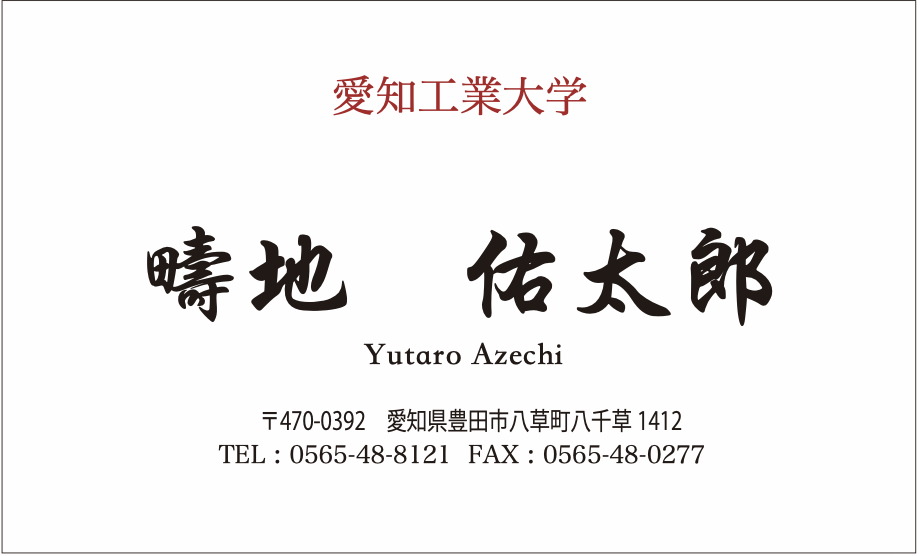 愛知工業大学
疇地　佑太郎
Yutaro Azechi
〒470-0392　愛知県豊田市八草町八千草 1412
TEL : 0565-48-8121 FAX : 0565-48-0277